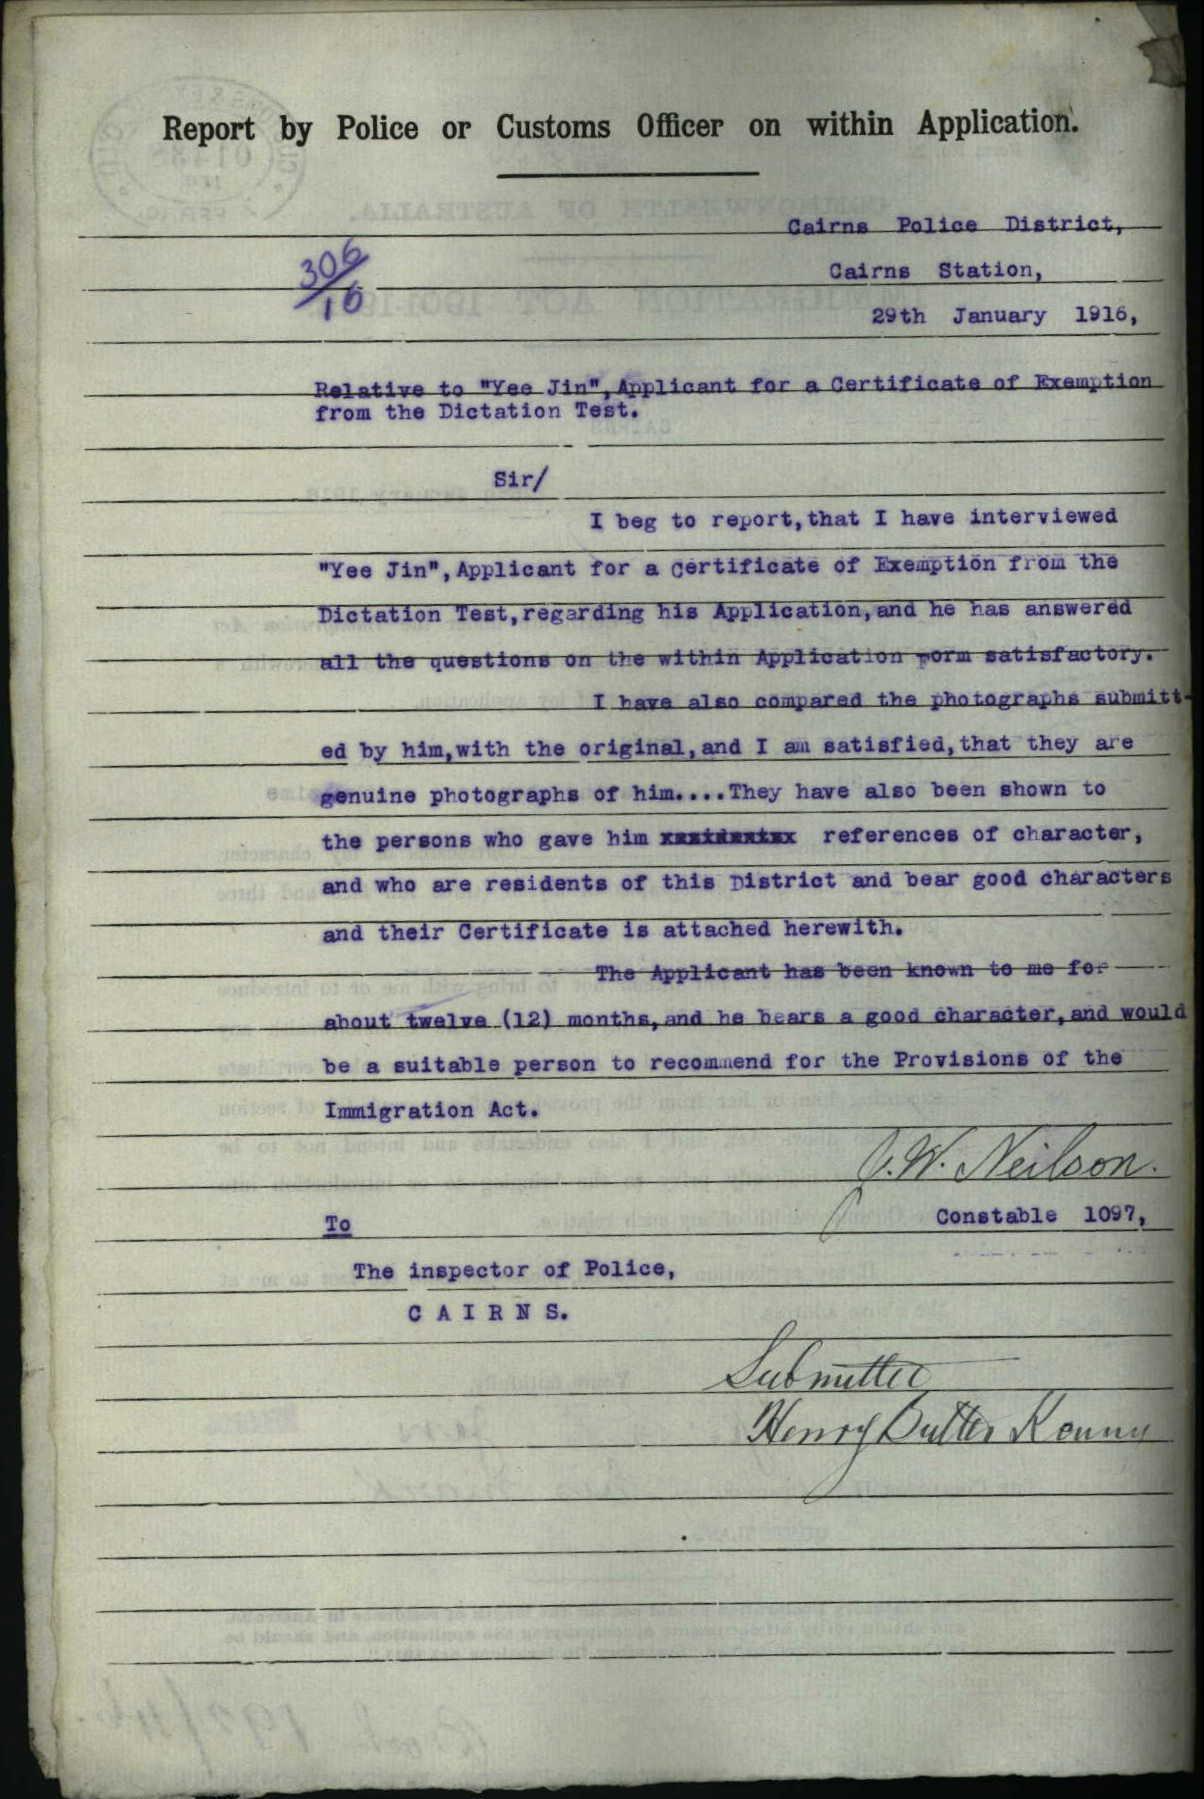 Report by Police or Customs Officer on within Application.
Cairns Police District,
306/16
Cairns Station,
29th January 1916,
Relative to "Yee Jin", Applicant for a Certificate of Exemption
from the Dictation Test.
Sir/
I beg to report, that I have interviewed
"Yee Jin", Applicant for a Certificate of Exemption from the
Dictation Test, regarding his Application, and he has answered
all the questions on the within Application Form satisfactory.
I have also compared the photographs submitt-
ed by him, with the original, and I am satisfied, that they are
genuine photographs of him....They have also been shown to
the persons who gave him references of character,
and who are residents of this District and bear good characters
and their Certificate is attached herewith.
The Applicant has been known to me for
about twelve (12) months, and he bears a good character, and would
be a suitable person to recommend for the Provisions of the
Immigration Act.
J.W. Neilson.
To
Constable 1097,
The inspector of Police,
C A I R N S.
Submitted
Henry Butler Kenny